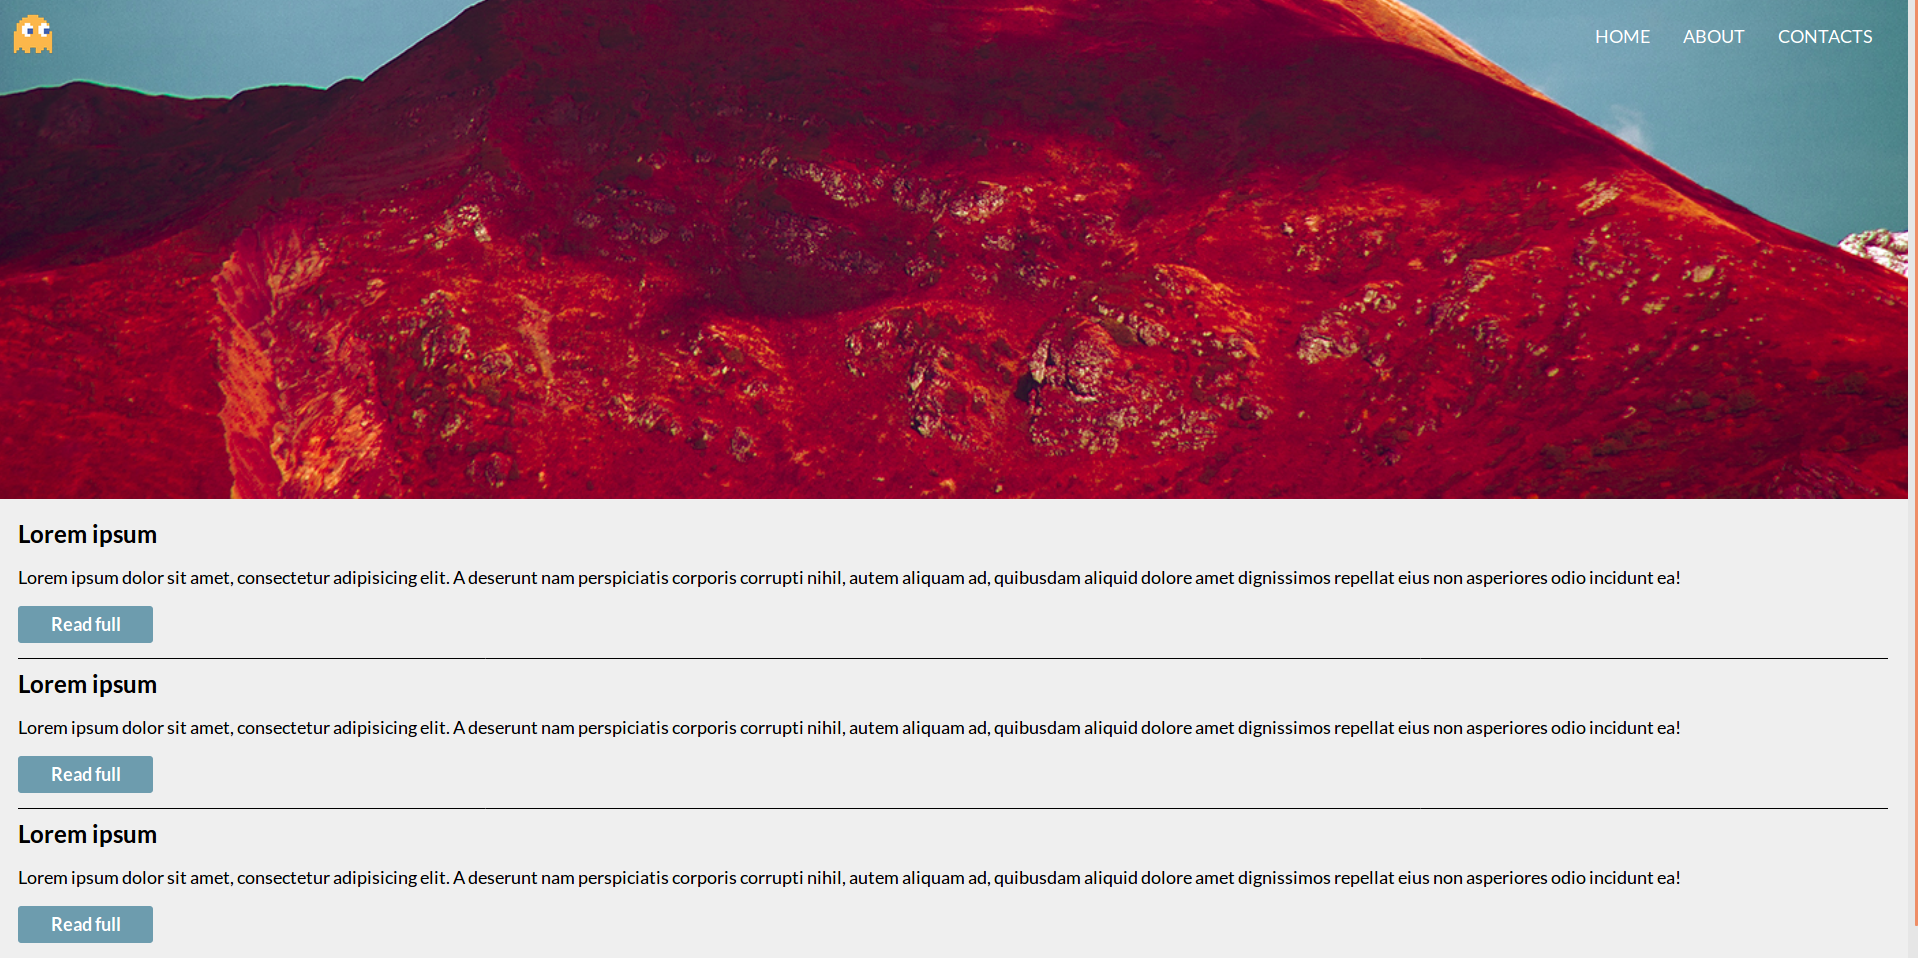 HOME ABOUT CONTACTS
Lorem ipsum
Lorem ipsum dolor sit amet, consectetur adipisicing elit. A deserunt nam perspiciatis corporis corrupti nihil, autem aliquam ad, quibusdam aliquid dolore amet dignissimos repellat eius non asperiores odio incidunt ea!
Read full
Lorem ipsum
Lorem ipsum dolor sit amet, consectetur adipisicing elit. A deserunt nam perspiciatis corporis corrupti nihil, autem aliquam ad, quibusdam aliquid dolore amet dignissimos repellat eius non asperiores odio incidunt ea!
Read full
Lorem ipsum
Lorem ipsum dolor sit amet, consectetur adipisicing elit. A deserunt nam perspiciatis corporis corrupti nihil, autem aliquam ad, quibusdam aliquid dolore amet dignissimos repellat eius non asperiores odio incidunt ea!
Read full